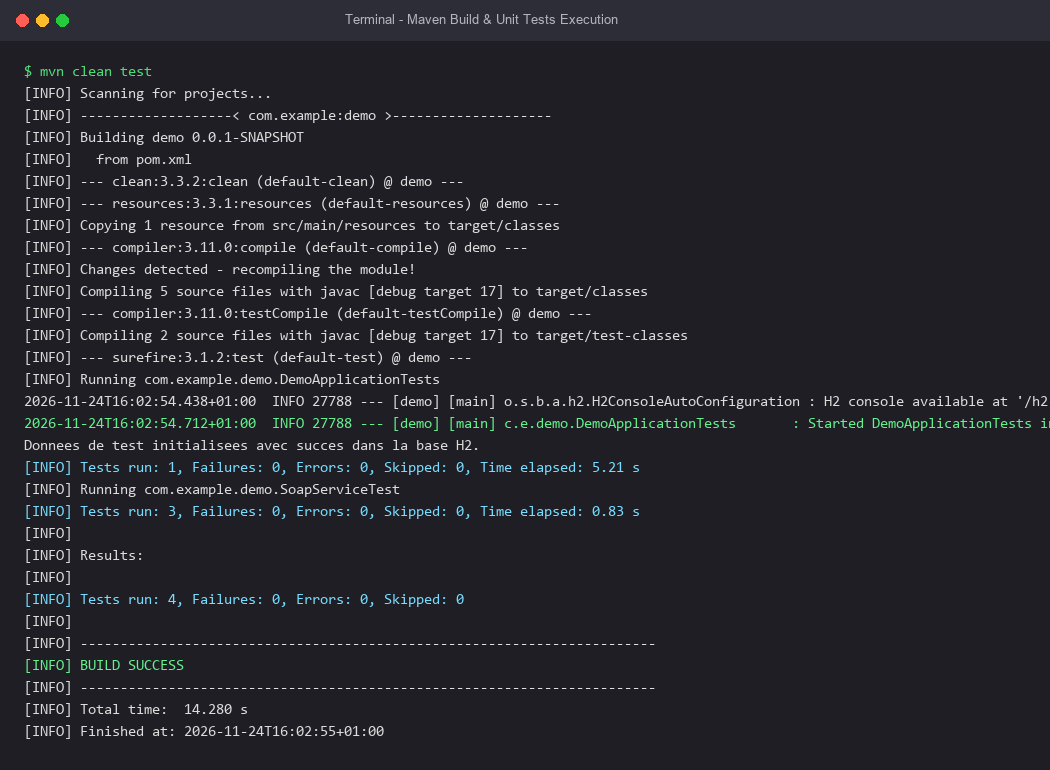 Terminal - Maven Build & Unit Tests Execution
$ mvn clean test
[INFO] Scanning for projects...
[INFO] -------------------< com.example:demo >--------------------
[INFO] Building demo 0.0.1-SNAPSHOT
[INFO]   from pom.xml
[INFO] --- clean:3.3.2:clean (default-clean) @ demo ---
[INFO] --- resources:3.3.1:resources (default-resources) @ demo ---
[INFO] Copying 1 resource from src/main/resources to target/classes
[INFO] --- compiler:3.11.0:compile (default-compile) @ demo ---
[INFO] Changes detected - recompiling the module!
[INFO] Compiling 5 source files with javac [debug target 17] to target/classes
[INFO] --- compiler:3.11.0:testCompile (default-testCompile) @ demo ---
[INFO] Compiling 2 source files with javac [debug target 17] to target/test-classes
[INFO] --- surefire:3.1.2:test (default-test) @ demo ---
[INFO] Running com.example.demo.DemoApplicationTests
2026-11-24T16:02:54.438+01:00  INFO 27788 --- [demo] [main] o.s.b.a.h2.H2ConsoleAutoConfiguration : H2 console available at '/h2
2026-11-24T16:02:54.712+01:00  INFO 27788 --- [demo] [main] c.e.demo.DemoApplicationTests       : Started DemoApplicationTests in
Donnees de test initialisees avec succes dans la base H2.
[INFO] Tests run: 1, Failures: 0, Errors: 0, Skipped: 0, Time elapsed: 5.21 s
[INFO] Running com.example.demo.SoapServiceTest
[INFO] Tests run: 3, Failures: 0, Errors: 0, Skipped: 0, Time elapsed: 0.83 s
[INFO]
[INFO] Results:
[INFO]
[INFO] Tests run: 4, Failures: 0, Errors: 0, Skipped: 0
[INFO]
[INFO] ------------------------------------------------------------------------
[INFO] BUILD SUCCESS
[INFO] ------------------------------------------------------------------------
[INFO] Total time:  14.280 s
[INFO] Finished at: 2026-11-24T16:02:55+01:00